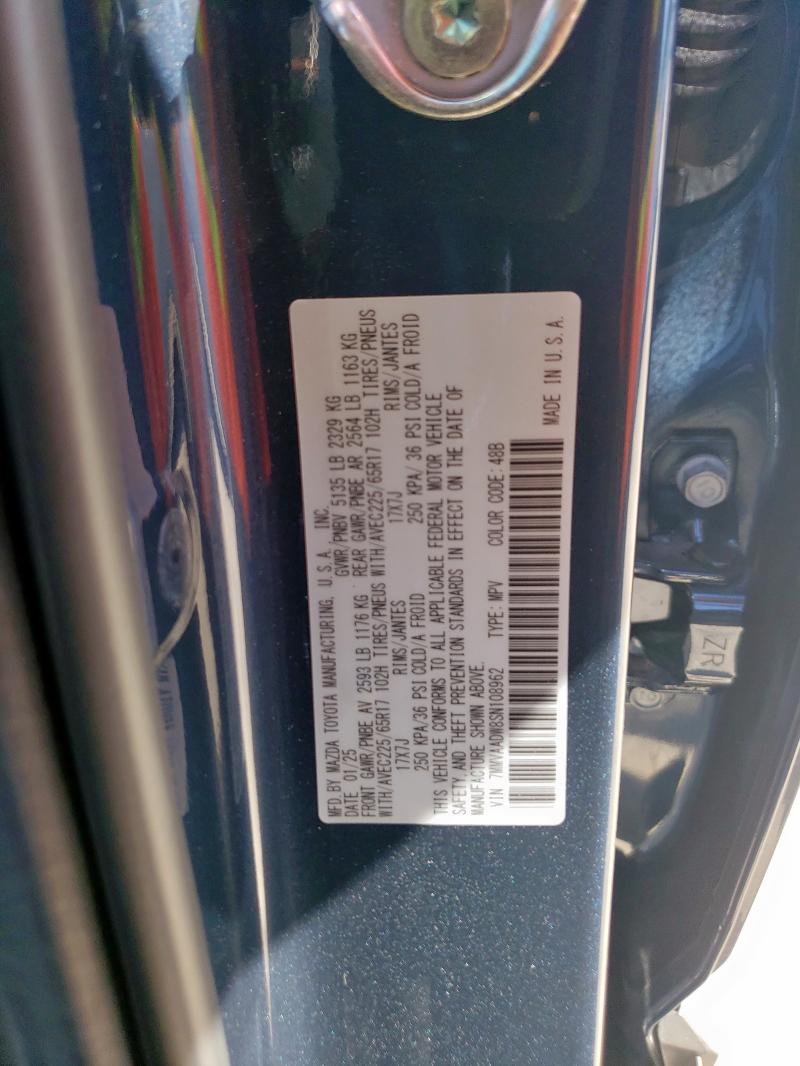 MFD.BY MAZDA TOYOTA MANUFACTURING, U.S.A. INC.
DATE 01/25 GVWR/PNBV 5135 LB 2329 KG
FRONT GAWR/PNBE AV 2593 LB 1176 KG REAR GAWR/PNBE AR 2564 LB 1163 KG
WITH/AVEC225/65R17 102H TIRES/PNEUS WITH/AVEC225/65R17 102H TIRES/PNEUS
17X7J RIMS/JANTES 17X7J RIMS/JANTES
250 KPA/36 PSI COLD/A FROID 250 KPA/ 36 PSI COLD/A FROID
THIS VEHICLE CONFORMS TO ALL APPLICABLE FEDERAL MOTOR VEHICLE
SAFETY AND THEFT PREVENTION STANDARDS IN EFFECT ON THE DATE OF
MANUFACTURE SHOWN ABOVE.
VIN 7MMVAADW8SN108962 TYPE: MPV COLOR CODE: 48B
MADE IN U.S.A.
ZR